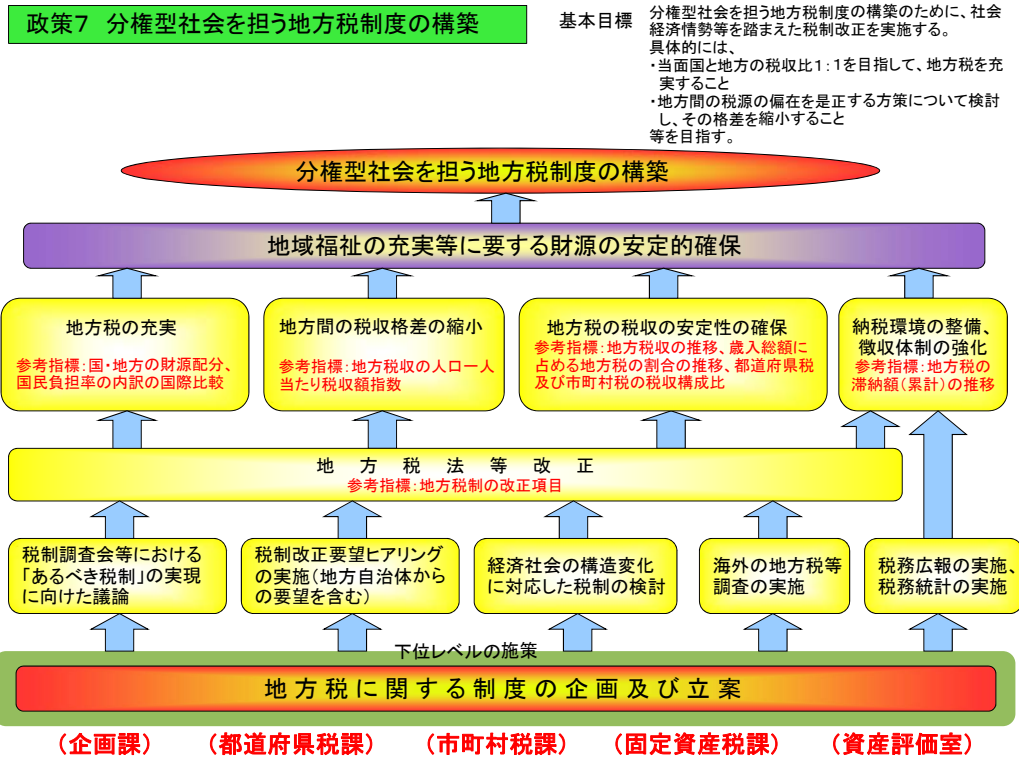 政策7 分権型社会を担う地方税制度の構築
基本目標
分権型社会を担う地方税制度の構築のために、社会
経済情勢等を踏まえた税制改正を実施する。
具体的には、
・当面国と地方の税収比1:1を目指して、地方税を充
実すること
・地方間の税源の偏在を是正する方策について検討
し、その格差を縮小すること
等を目指す。
分権型社会を担う地方税制度の構築
地域福祉の充実等に要する財源の安定的確保
地方税の充実
参考指標:国・地方の財源配分、
国民負担率の内訳の国際比較
地方間の税収格差の縮小
参考指標:地方税収の人口一人
当たり税収額指数
地方税の税収の安定性の確保
参考指標:地方税収の推移、歳入総額に
占める地方税の割合の推移、都道府県税
及び市町村税の税収構成比
納税環境の整備、
徴収体制の強化
参考指標:地方税の
滞納額(累計)の推移
地 方 税 法 等 改 正
参考指標:地方税制の改正項目
税制調査会等における
「あるべき税制」の実現
に向けた議論
税制改正要望ヒアリング
の実施(地方自治体から
の要望を含む)
経済社会の構造変化
に対応した税制の検討
海外の地方税等
調査の実施
税務広報の実施、
税務統計の実施
下位レベルの施策
地方税に関する制度の企画及び立案
(企画課) (都道府県税課) (市町村税課) (固定資産税課) (資産評価室)